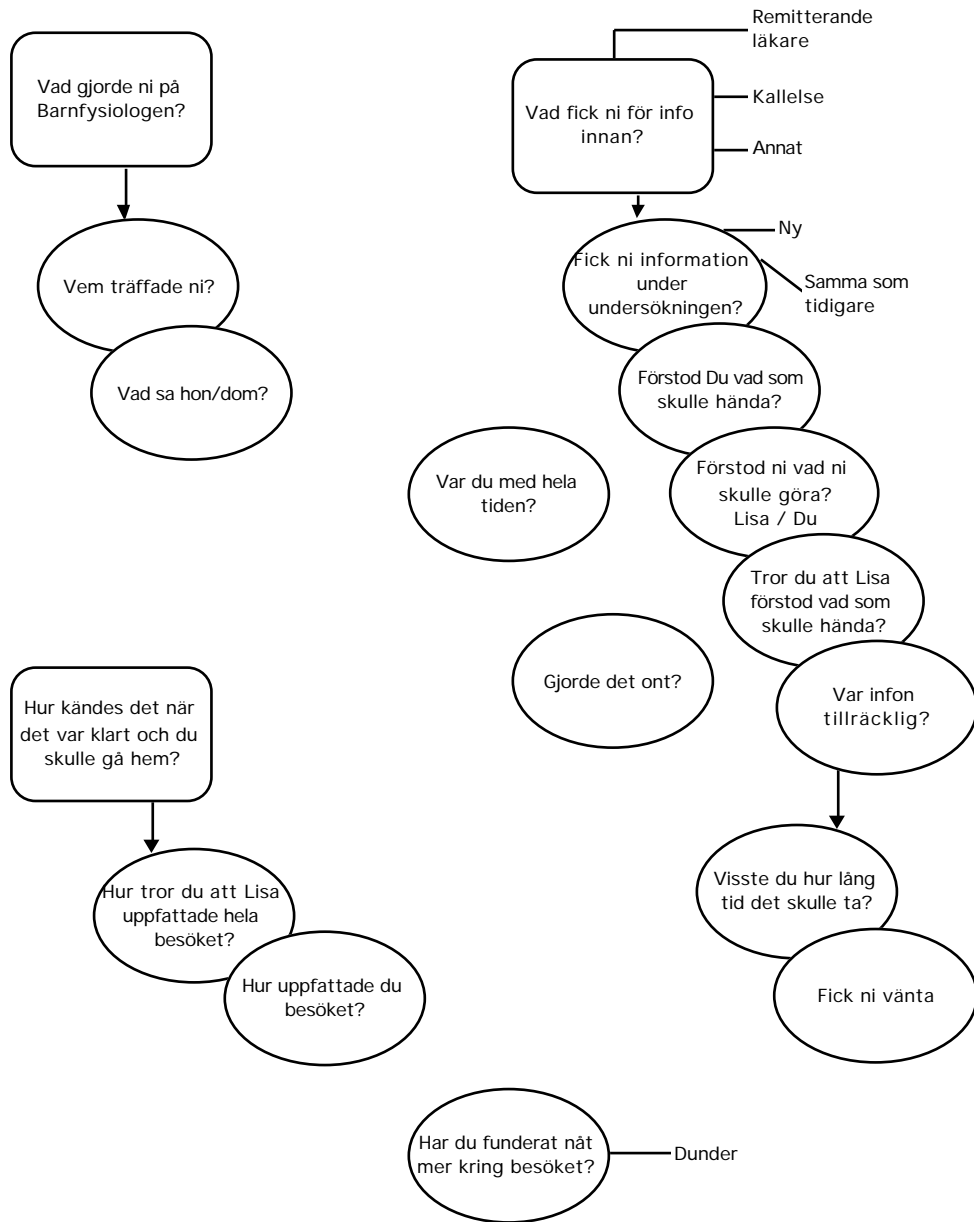 Vad gjorde ni på
Barnfysiologen?
Vem träffade ni?
Vad sa hon/dom?
Remitterande
läkare
Vad fick ni för info
innan?
Kallelse
Annat
Ny
Fick ni information
under
undersökningen?
Samma som
tidigare
Förstod Du vad som
skulle hända?
Var du med hela
tiden?
Förstod ni vad ni
skulle göra?
Lisa / Du
Tror du att Lisa
förstod vad som
skulle hända?
Gjorde det ont?
Var infon
tillräcklig?
Hur kändes det när
det var klart och du
skulle gå hem?
Hur tror du att Lisa
uppfattade hela
besöket?
Hur uppfattade du
besöket?
Visste du hur lång
tid det skulle ta?
Fick ni vänta
Har du funderat nåt
mer kring besöket?
Dunder